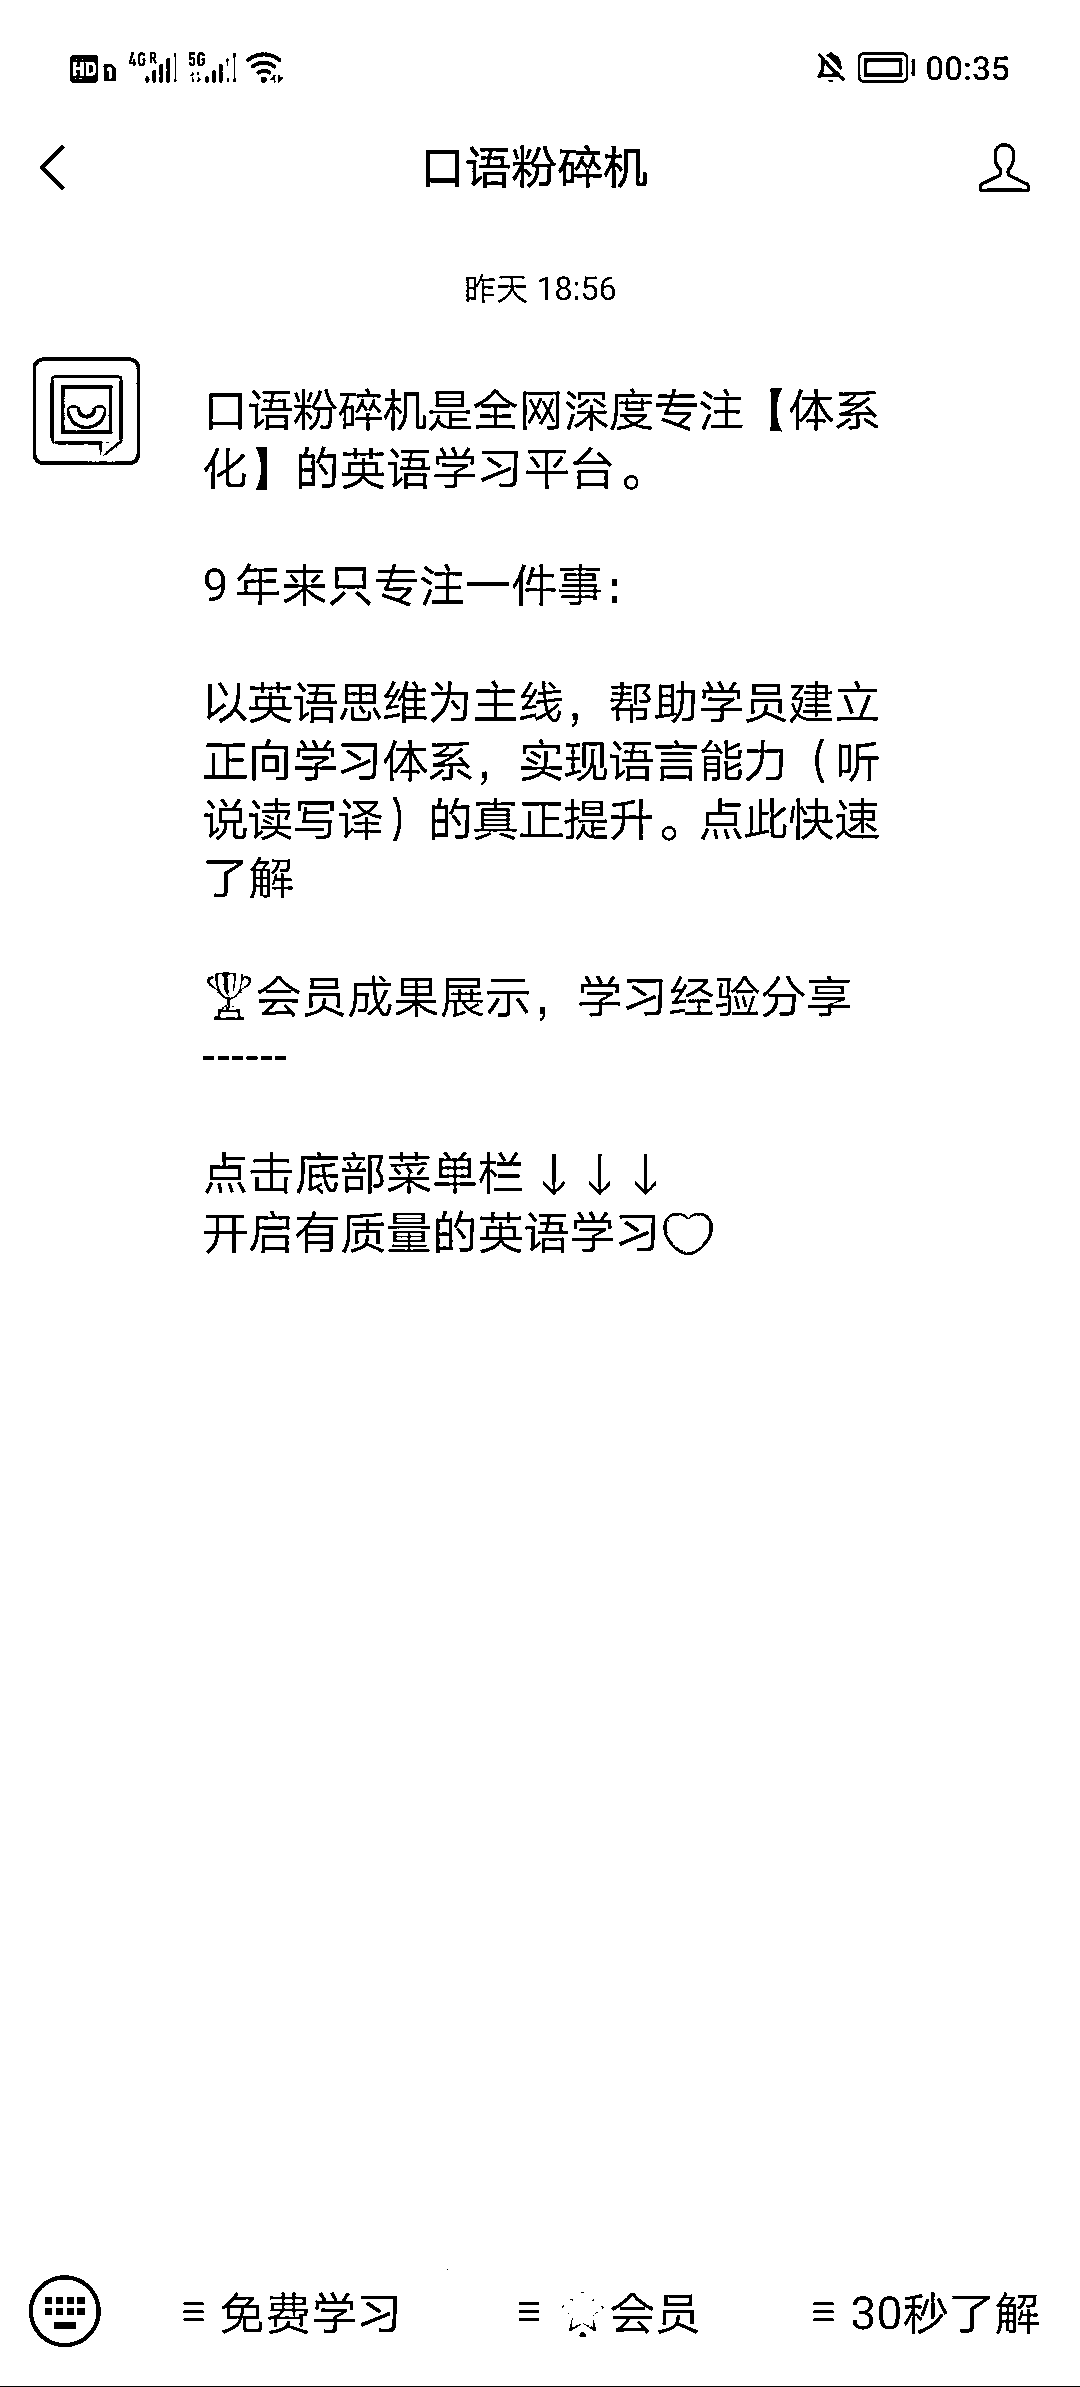 HD 4G R 5G 00:35
口语粉碎机
昨天 18:56
口语粉碎机是全网深度专注【体系
化】的英语学习平台。
9年来只专注一件事：
以英语思维为主线，帮助学员建立
正向学习体系，实现语言能力（听
说读写译）的真正提升。点此快速
了解
🏆会员成果展示，学习经验分享
------
点击底部菜单栏 ↓ ↓ ↓
开启有质量的英语学习♡
≡ 免费学习 ≡ 🌟会员 ≡ 30秒了解